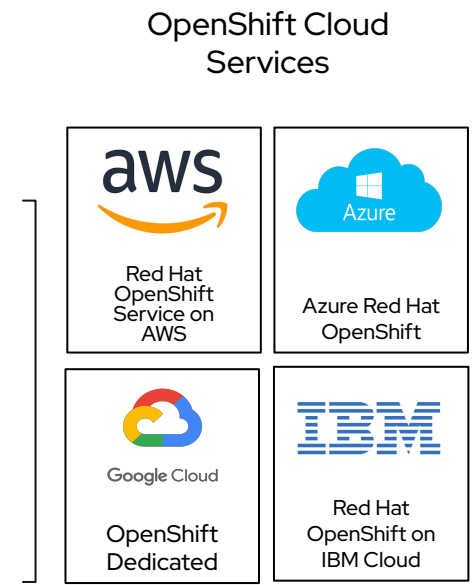 OpenShift Cloud
Services
aws
Red Hat
OpenShift
Service on
AWS
Azure
Azure Red Hat
OpenShift
Google Cloud
OpenShift
Dedicated
IBM
Red Hat
OpenShift on
IBM Cloud